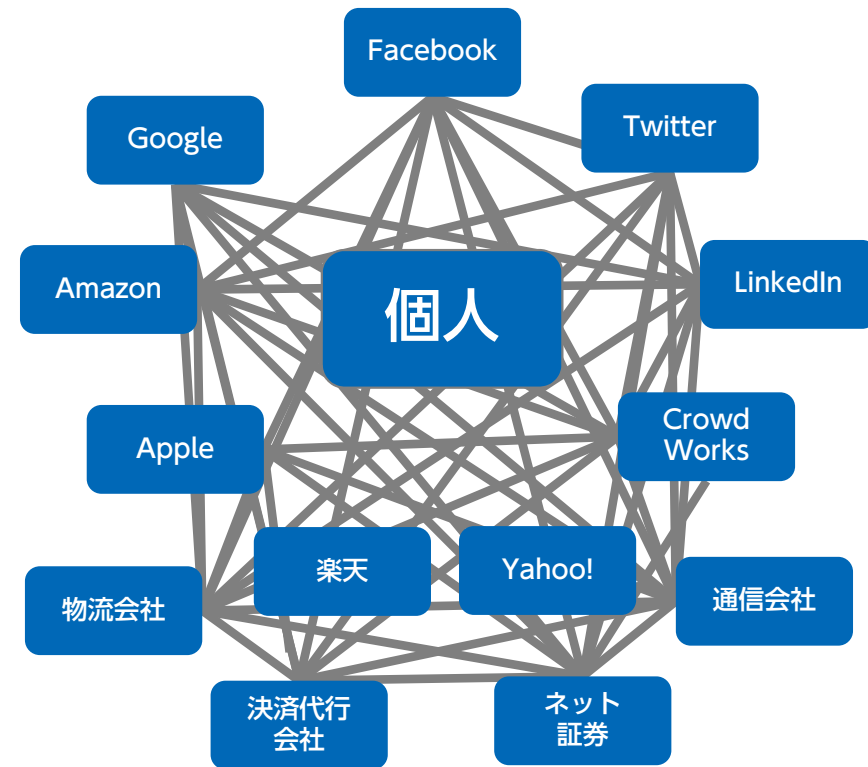 Facebook
Google
Twitter
Amazon
個人
LinkedIn
Apple
Crowd
Works
楽天
Yahoo!
物流会社
通信会社
決済代行
会社
ネット
証券